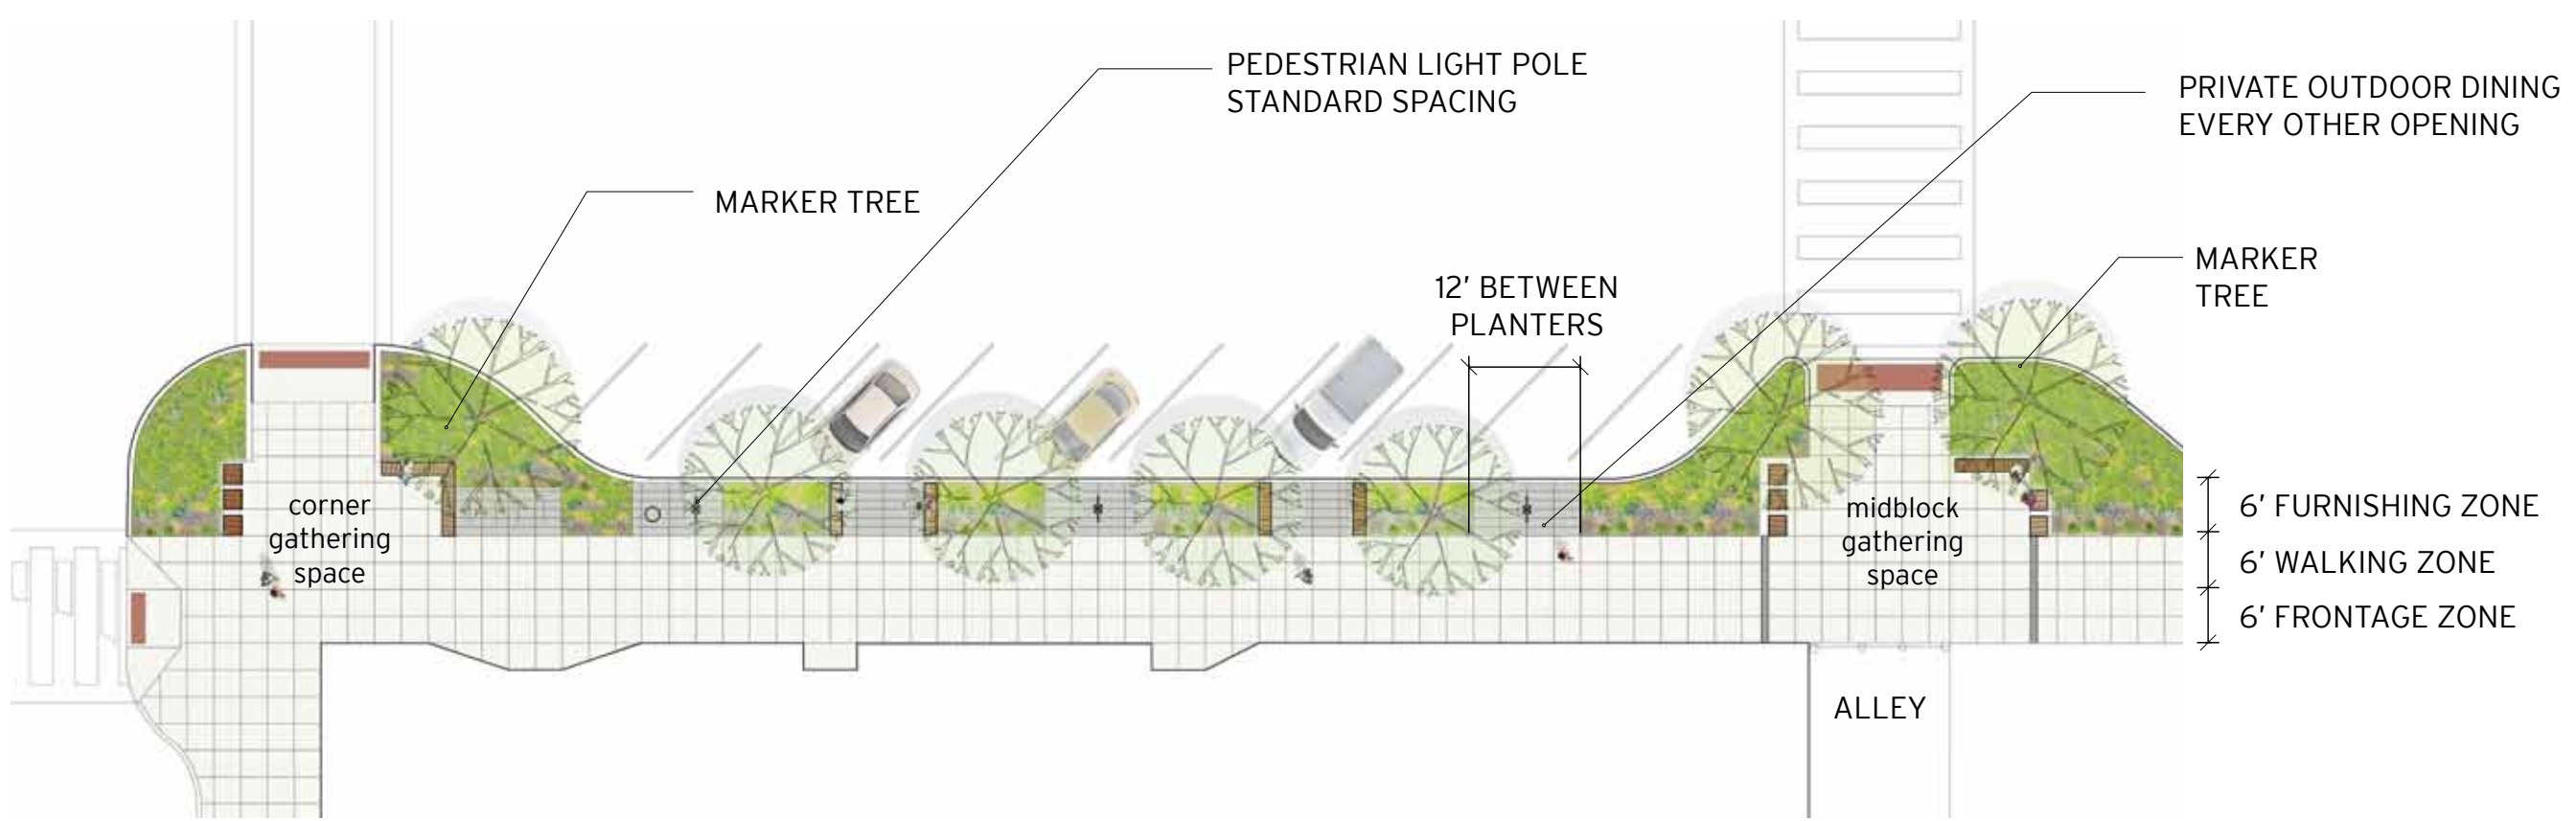 PEDESTRIAN LIGHT POLE
STANDARD SPACING
PRIVATE OUTDOOR DINING
EVERY OTHER OPENING
MARKER TREE
MARKER
TREE
12' BETWEEN
PLANTERS
corner
gathering
space
midblock
gathering
space
6' FURNISHING ZONE
6' WALKING ZONE
6' FRONTAGE ZONE
ALLEY